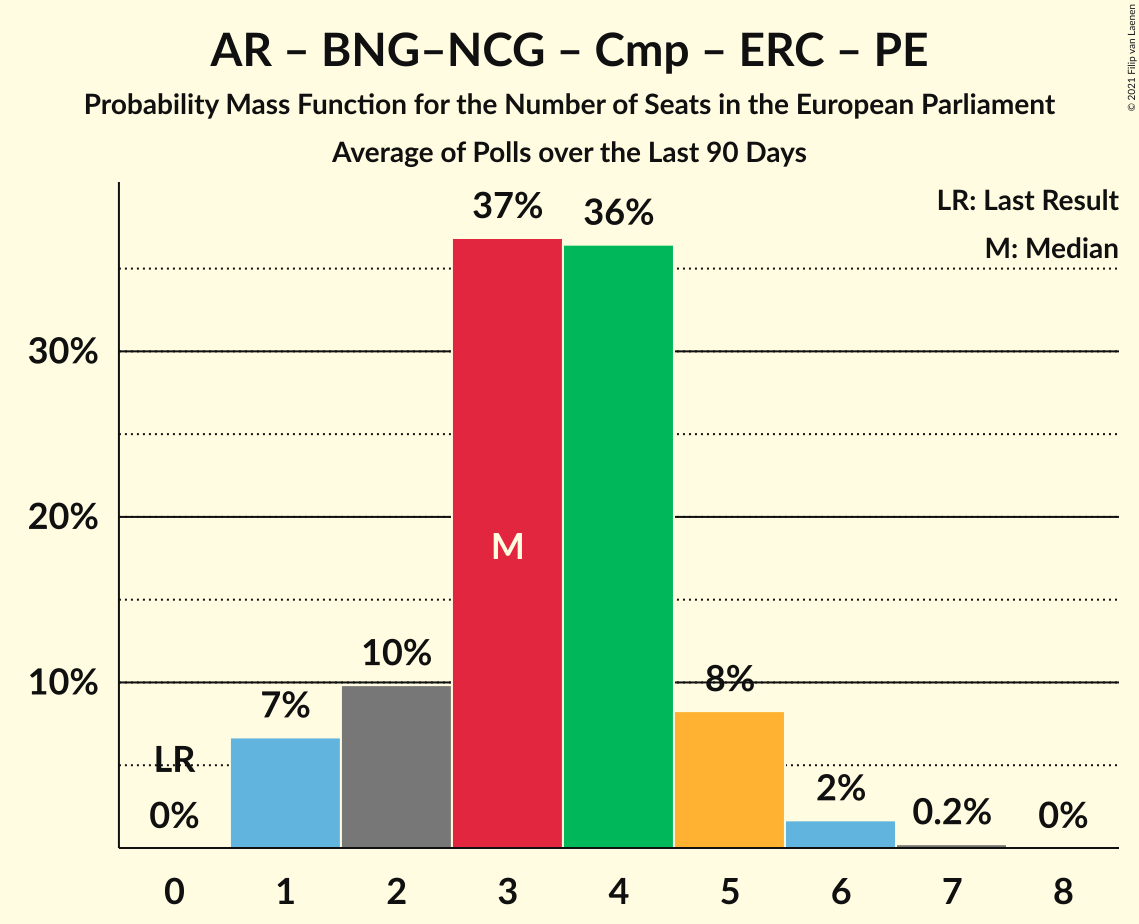 AR – BNG–NCG – Cmp – ERC – PE
Probability Mass Function for the Number of Seats in the European Parliament
Average of Polls over the Last 90 Days
© 2021 Filip van Laenen
LR: Last Result
M: Median
37%
36%
30%
20%
M
10%
10%
8%
7%
LR
2%
0%
0.2%
0%
0 1 2 3 4 5 6 7 8